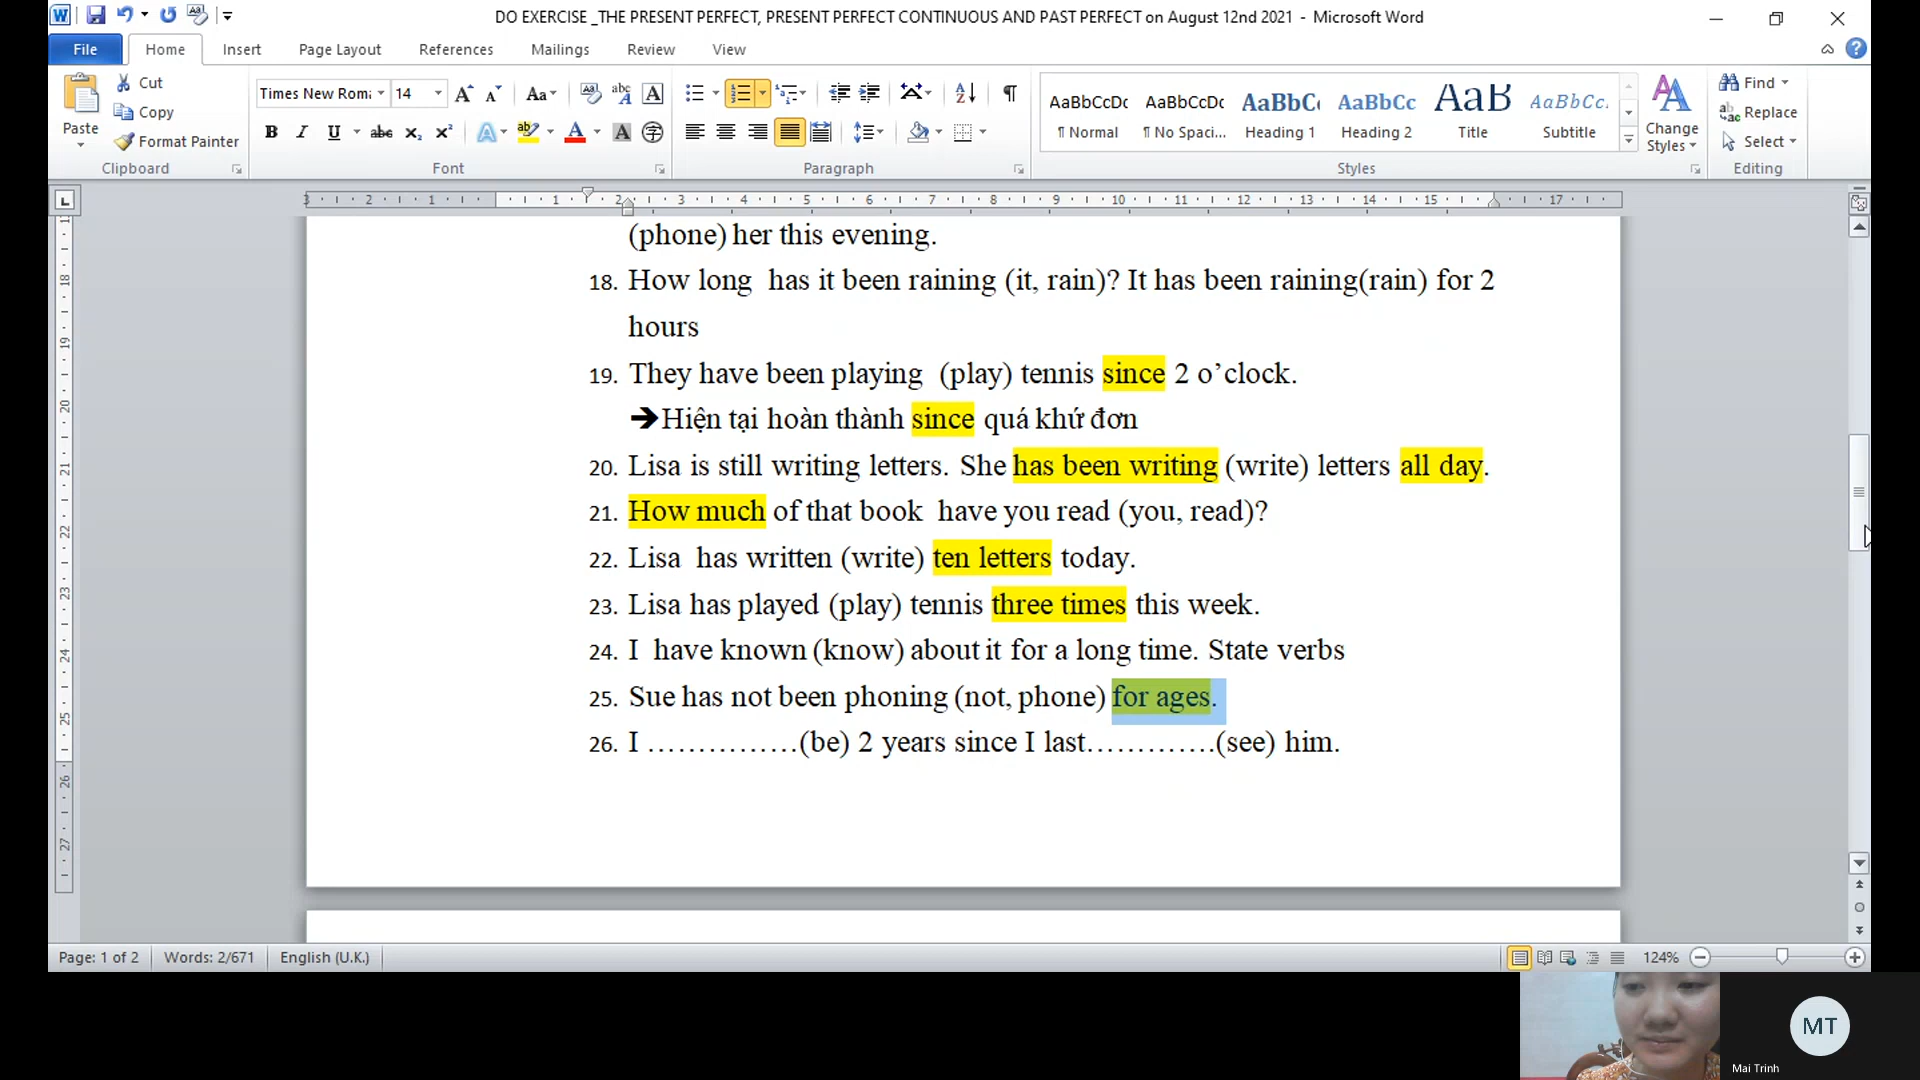 DO EXERCISE _THE PRESENT PERFECT, PRESENT PERFECT CONTINUOUS AND PAST PERFECT on August 12nd 2021 - Microsoft Word
File Home Insert Page Layout References Mailings Review View
Cut
Copy
Format Painter
Paste
Clipboard
Times New Roma 14
Font
Paragraph
AaBbCcDc AaBbCcDc AaBbC AaBbCc AaB AaBbCc.
¶ Normal ¶ No Spaci... Heading 1 Heading 2 Title Subtitle
Styles
Change Styles
Find
Replace
Select
Editing
(phone) her this evening.
18. How long has it been raining (it, rain)? It has been raining(rain) for 2
hours
19. They have been playing (play) tennis since 2 o’clock.
➔Hiện tại hoàn thành since quá khứ đơn
20. Lisa is still writing letters. She has been writing (write) letters all day.
21. How much of that book have you read (you, read)?
22. Lisa has written (write) ten letters today.
23. Lisa has played (play) tennis three times this week.
24. I have known (know) about it for a long time. State verbs
25. Sue has not been phoning (not, phone) for ages.
26. I ……………(be) 2 years since I last………….(see) him.
Page: 1 of 2 Words: 2/671 English (U.K.) 124%
MT
Mai Trinh